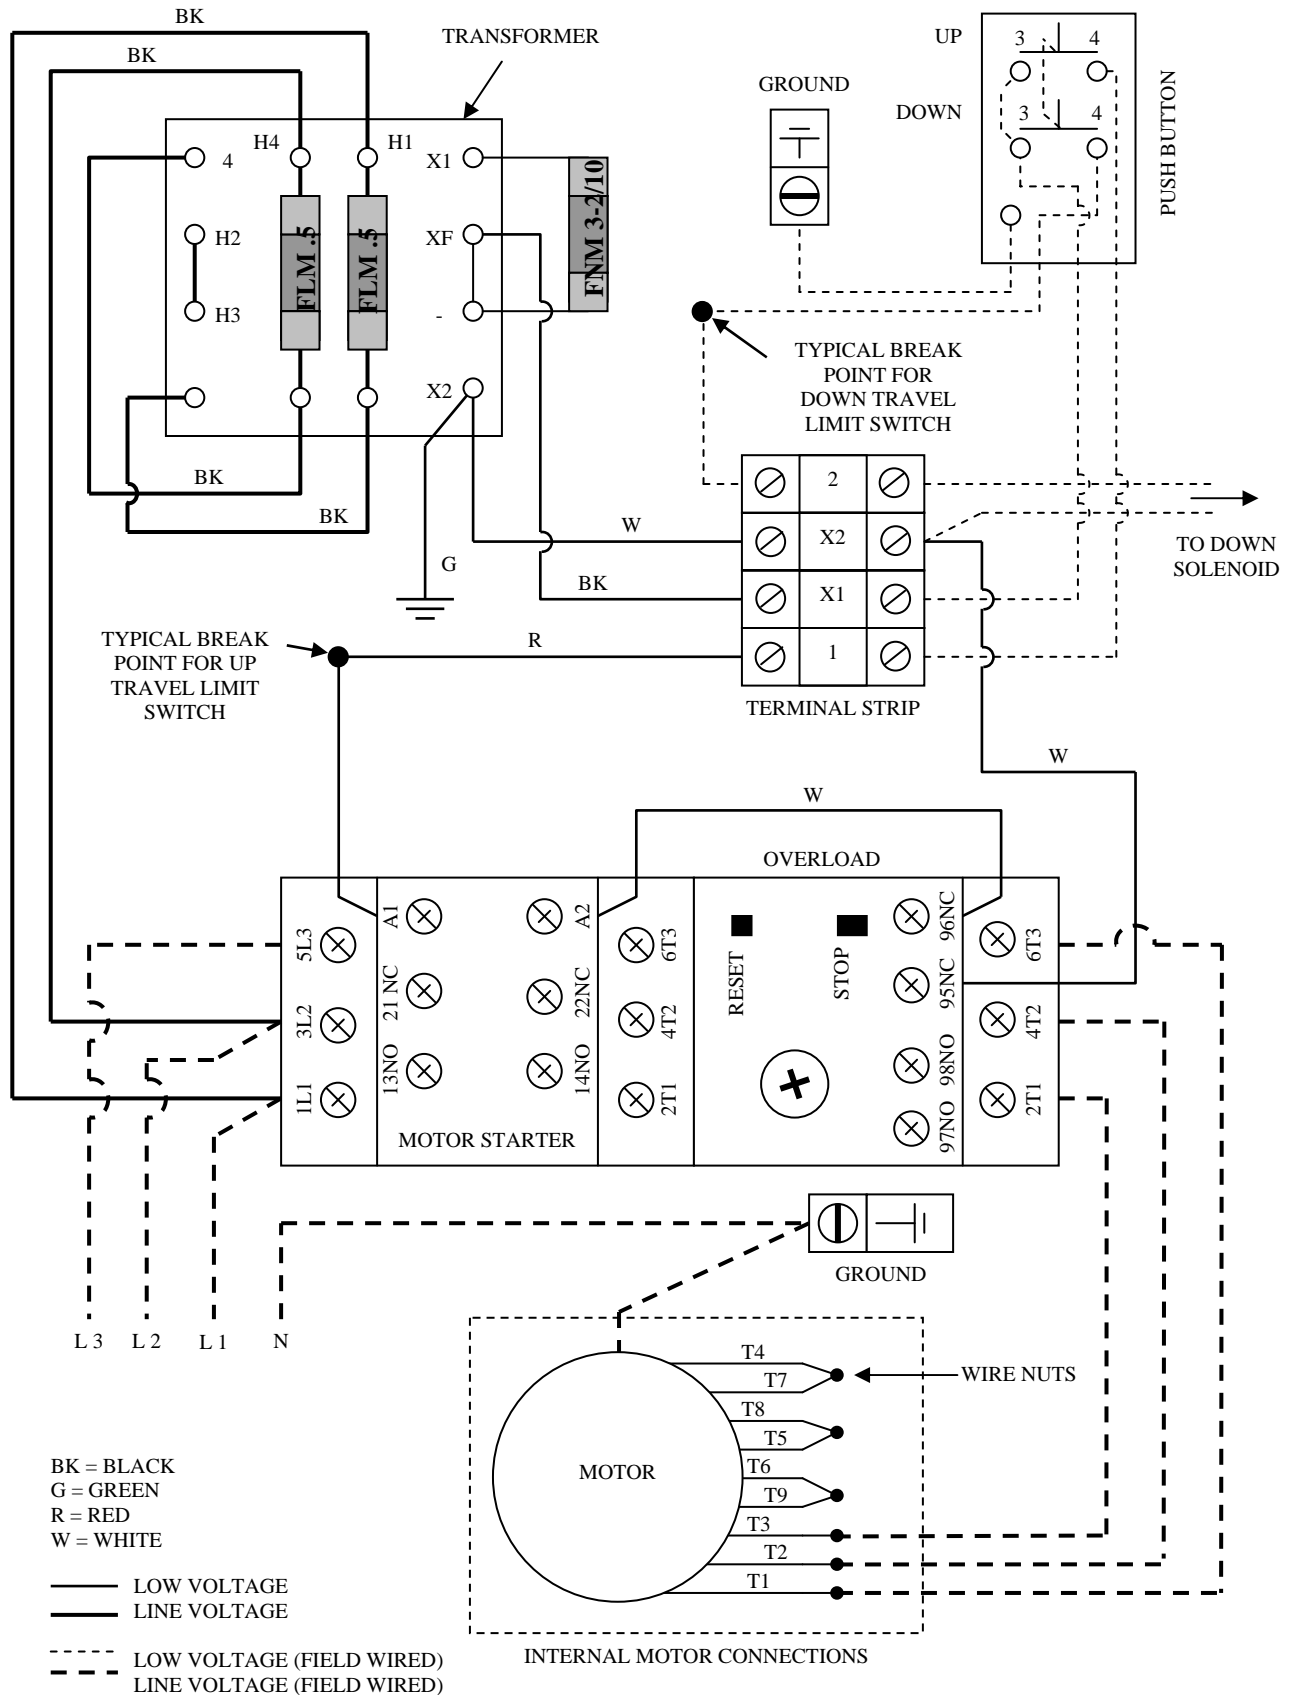 BK
BK
TRANSFORMER
UP
3
4
DOWN
3
4
PUSH BUTTON
GROUND
4
H4
H1
X1
H2
XF
H3
-
X2
FLM .5
FLM .5
FNM 3-2/10
TYPICAL BREAK
POINT FOR
DOWN TRAVEL
LIMIT SWITCH
BK
BK
W
G
BK
R
2
X2
X1
1
TERMINAL STRIP
TO DOWN
SOLENOID
TYPICAL BREAK
POINT FOR UP
TRAVEL LIMIT
SWITCH
W
W
OVERLOAD
5L3
3L2
1L1
A1
21 NC
13NO
A2
22NC
14NO
MOTOR STARTER
6T3
4T2
2T1
RESET
STOP
96NC
95NC
98NO
97NO
6T3
4T2
2T1
GROUND
L 3
L 2
L 1
N
T4
T7
T8
T5
T6
T9
T3
T2
T1
WIRE NUTS
MOTOR
INTERNAL MOTOR CONNECTIONS
BK = BLACK
G = GREEN
R = RED
W = WHITE
LOW VOLTAGE
LINE VOLTAGE
LOW VOLTAGE (FIELD WIRED)
LINE VOLTAGE (FIELD WIRED)